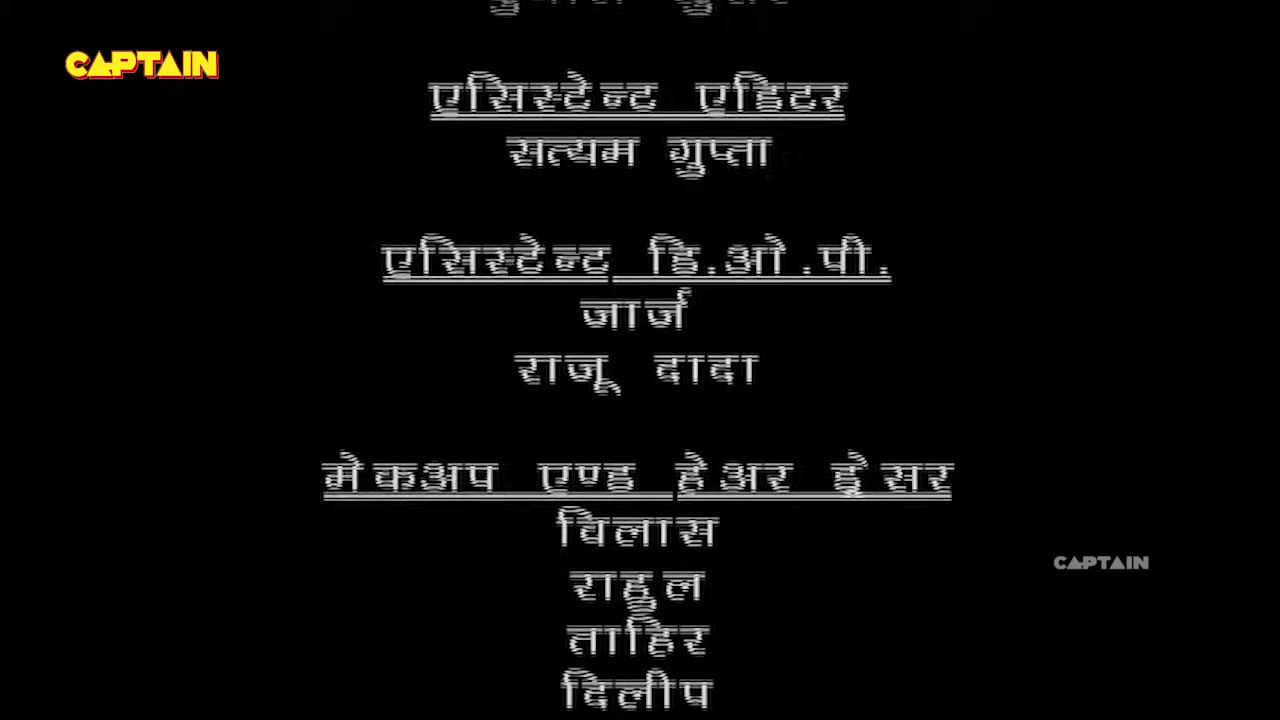 CAPTAIN
एसिस्टेन्ट एडिटर
सत्यम गुप्ता
एसिस्टेन्ट डि.ओ.पी.
जार्ज
राजू दादा
मेकअप एण्ड हेअर ड्रेसर
विलास
CAPTAIN
राहुल
ताहिर
दिलीप